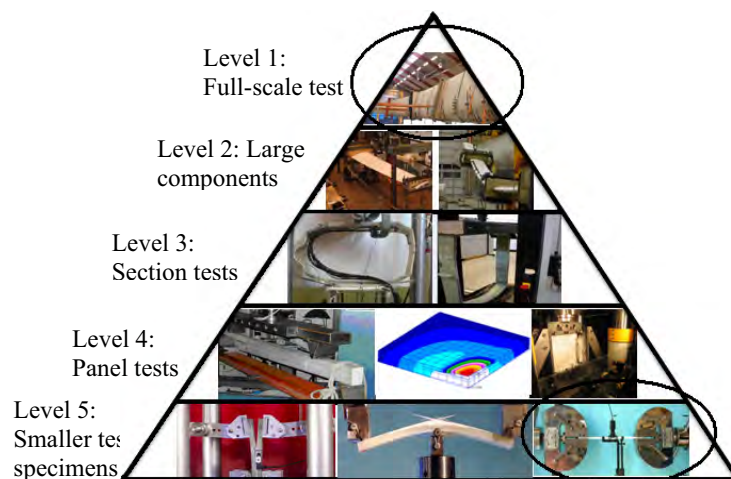 Level 1:
Full-scale test
Level 2: Large
components
Level 3:
Section tests
Level 4:
Panel tests
Level 5:
Smaller tes
specimens